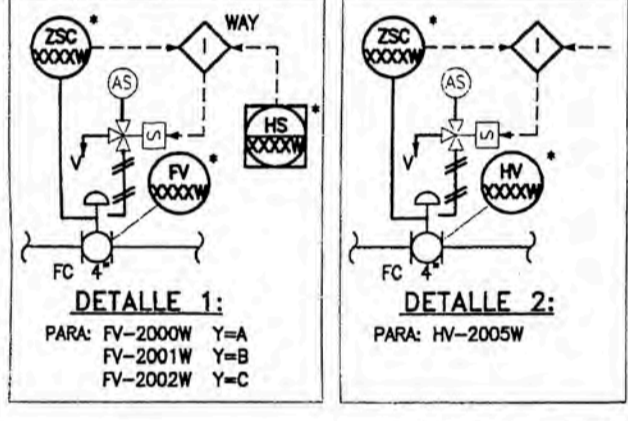 ZSC
XXXXW
*
I
WAY
AS
S
V
HS
XXXXW
*
FV
XXXXW
*
FC 4"
DETALLE 1:
PARA: FV-2000W Y=A
FV-2001W Y=B
FV-2002W Y=C
ZSC
XXXXW
*
I
AS
S
V
HV
XXXXW
*
FC 4"
DETALLE 2:
PARA: HV-2005W